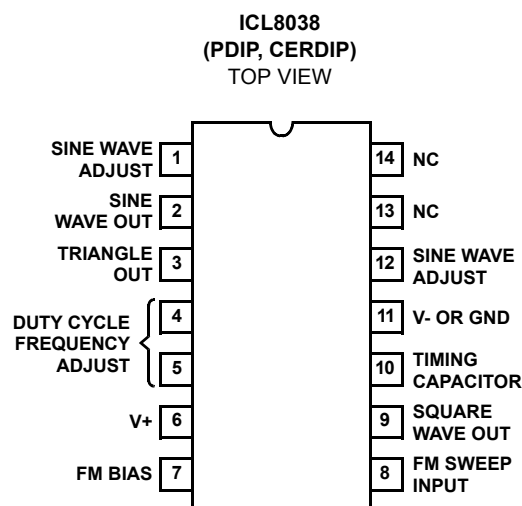 ICL8038
(PDIP, CERDIP)
TOP VIEW
SINE WAVE
ADJUST
1
SINE
WAVE OUT
2
TRIANGLE
OUT
3
DUTY CYCLE
FREQUENCY
ADJUST
4
5
V+
6
FM BIAS
7
14
NC
13
NC
12
SINE WAVE
ADJUST
11
V- OR GND
10
TIMING
CAPACITOR
9
SQUARE
WAVE OUT
8
FM SWEEP
INPUT